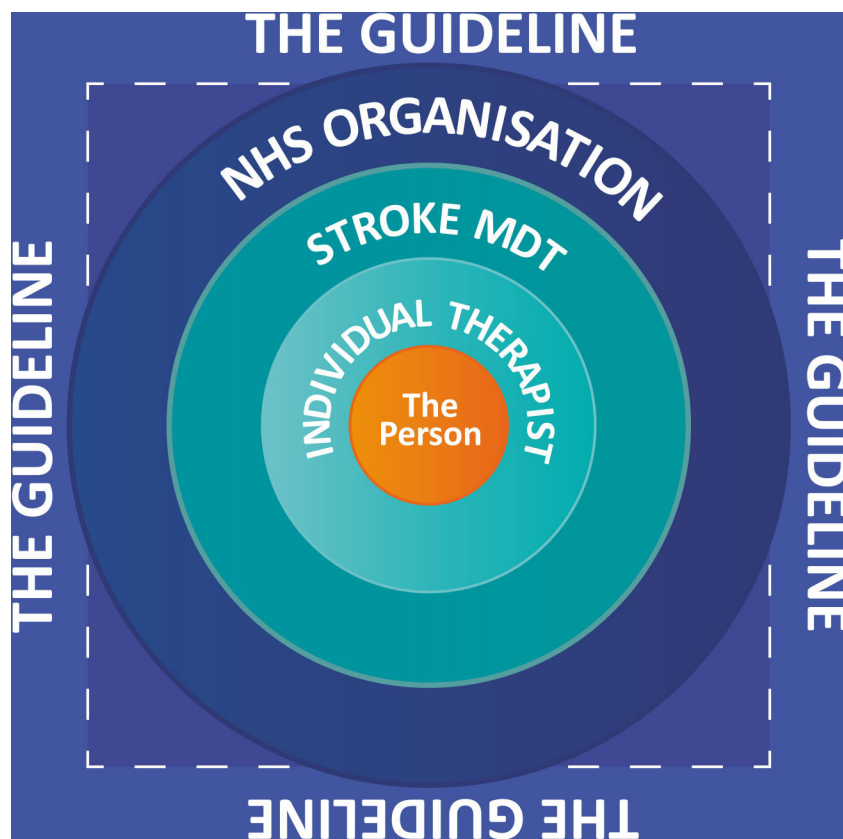 THE GUIDELINE
NHS ORGANISATION
STROKE MDT
INDIVIDUAL THERAPIST
The
Person
THE GUIDELINE
THE GUIDELINE
THE GUIDELINE